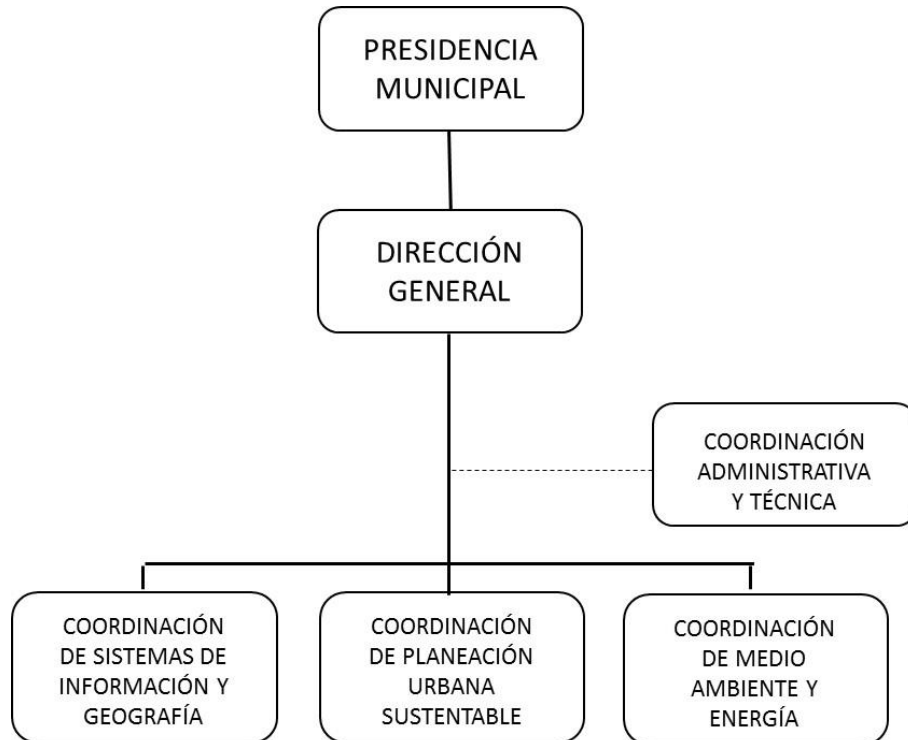 PRESIDENCIA
MUNICIPAL
DIRECCIÓN
GENERAL
COORDINACIÓN
ADMINISTRATIVA
Y TÉCNICA
COORDINACIÓN
DE SISTEMAS DE
INFORMACIÓN Y
GEOGRAFÍA
COORDINACIÓN
DE PLANEACIÓN
URBANA
SUSTENTABLE
COORDINACIÓN
DE MEDIO
AMBIENTE Y
ENERGÍA